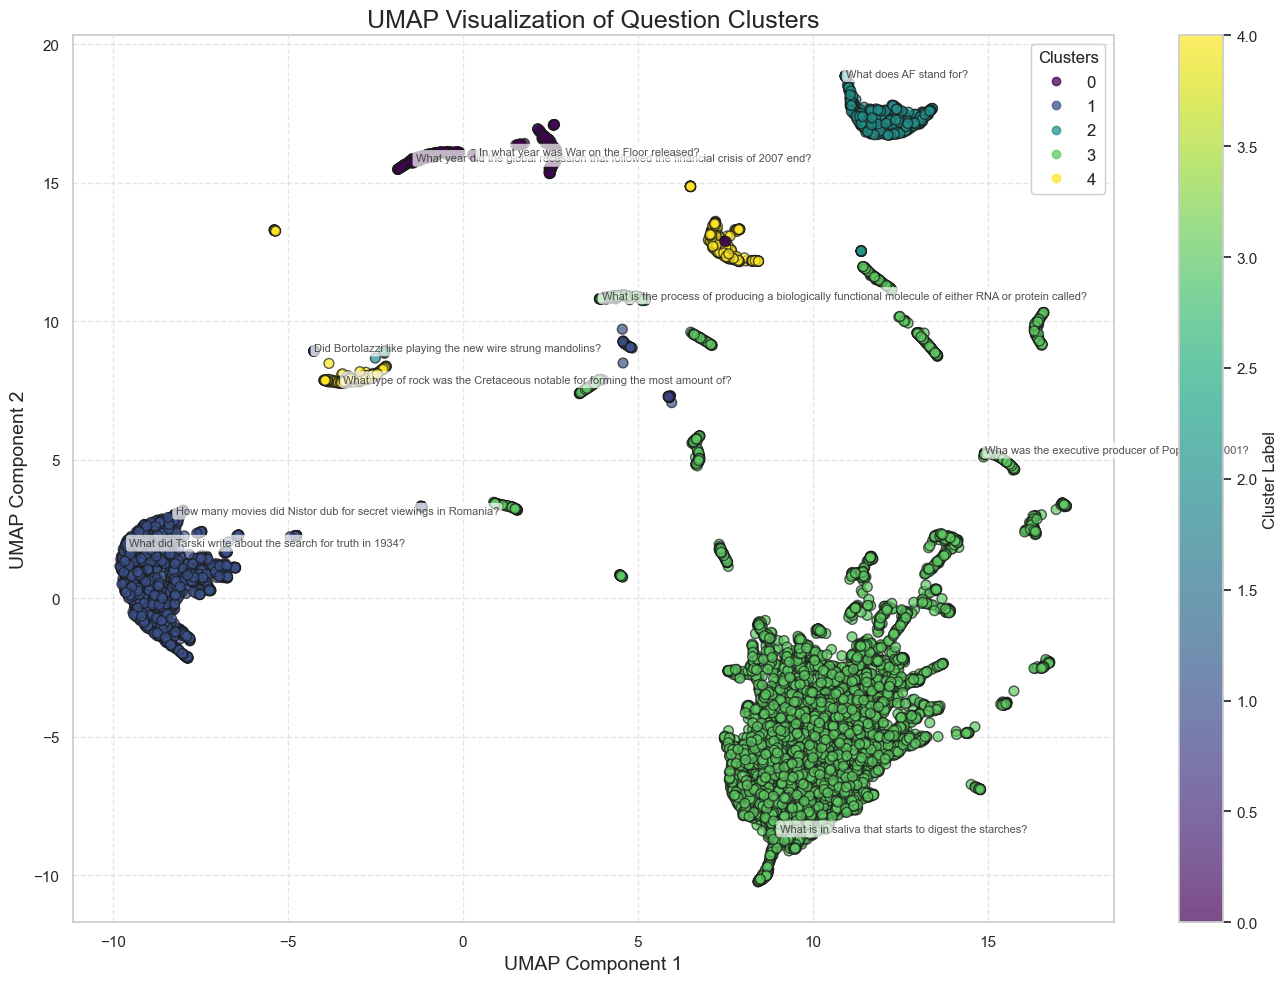 UMAP Visualization of Question Clusters
Clusters
0
1
2
3
4
What does AF stand for?
In what year was War on the Floor released?
What year did the global recession that followed the financial crisis of 2007 end?
What is the process of producing a biologically functional molecule of either RNA or protein called?
Did Bortolazzi like playing the new wire strung mandolins?
What type of rock was the Cretaceous notable for forming the most amount of?
Wha was the executive producer of Pop 001?
How many movies did Nistor dub for secret viewings in Romania?
What did Tarski write about the search for truth in 1934?
What is in saliva that starts to digest the starches?
UMAP Component 2
20
15
10
5
0
−5
−10
−10
−5
0
5
10
15
UMAP Component 1
4.0
3.5
3.0
2.5
2.0
1.5
1.0
0.5
0.0
Cluster Label